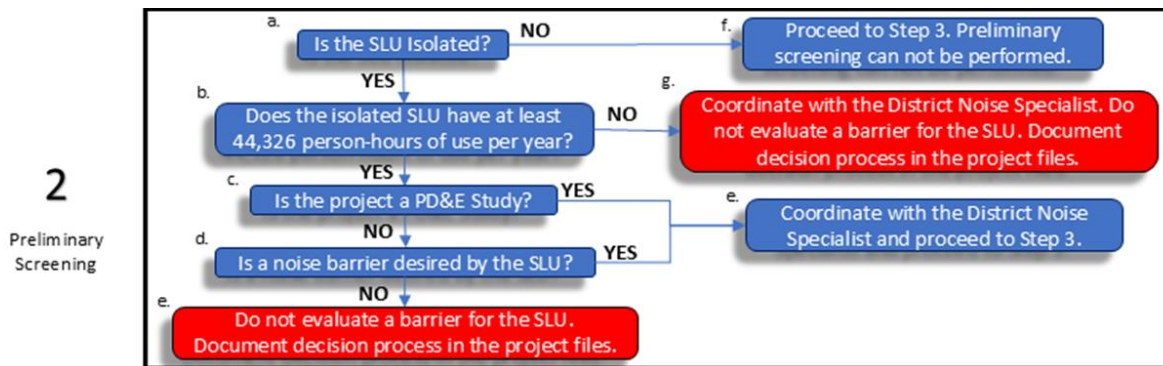 a.
Is the SLU Isolated?
NO
f.
Proceed to Step 3. Preliminary
screening can not be performed.
YES
b.
Does the isolated SLU have at least
44,326 person-hours of use per year?
NO
g.
Coordinate with the District Noise Specialist. Do
not evaluate a barrier for the SLU. Document
decision process in the project files.
2
Preliminary
Screening
YES
c.
Is the project a PD&E Study?
YES
e.
Coordinate with the District Noise
Specialist and proceed to Step 3.
NO
d.
Is a noise barrier desired by the SLU?
YES
NO
e.
Do not evaluate a barrier for the SLU.
Document decision process in the project files.